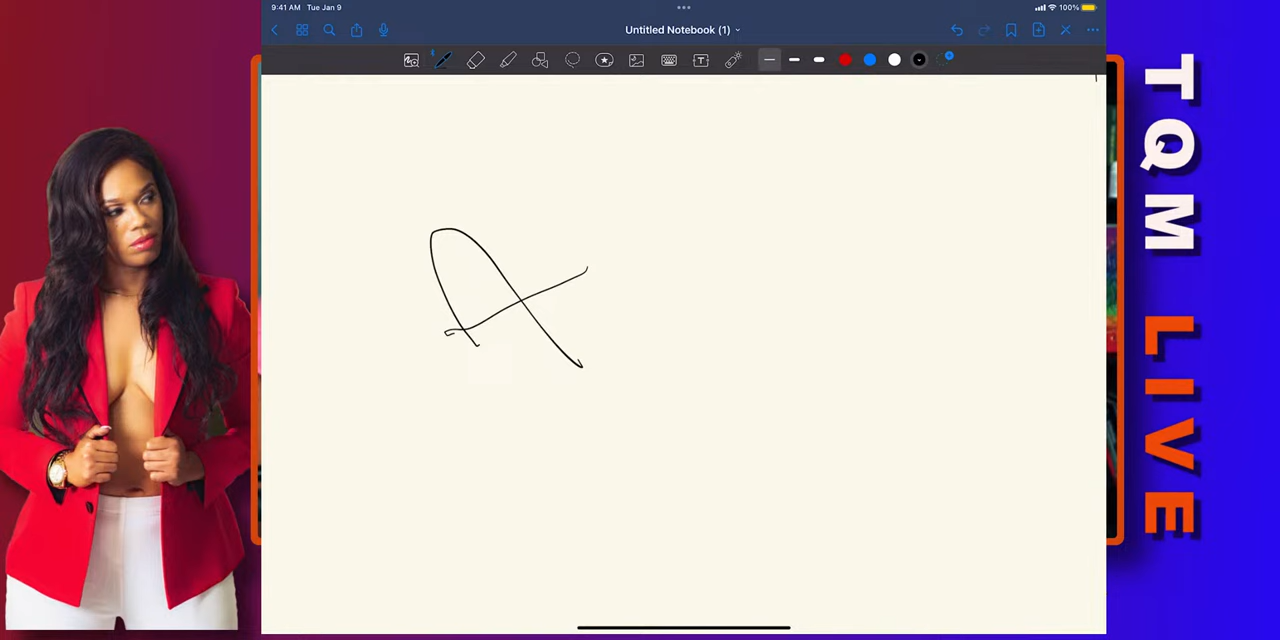 9:41 AM Tue Jan 9
100%
Untitled Notebook (1)
T
A
TQM LIVE